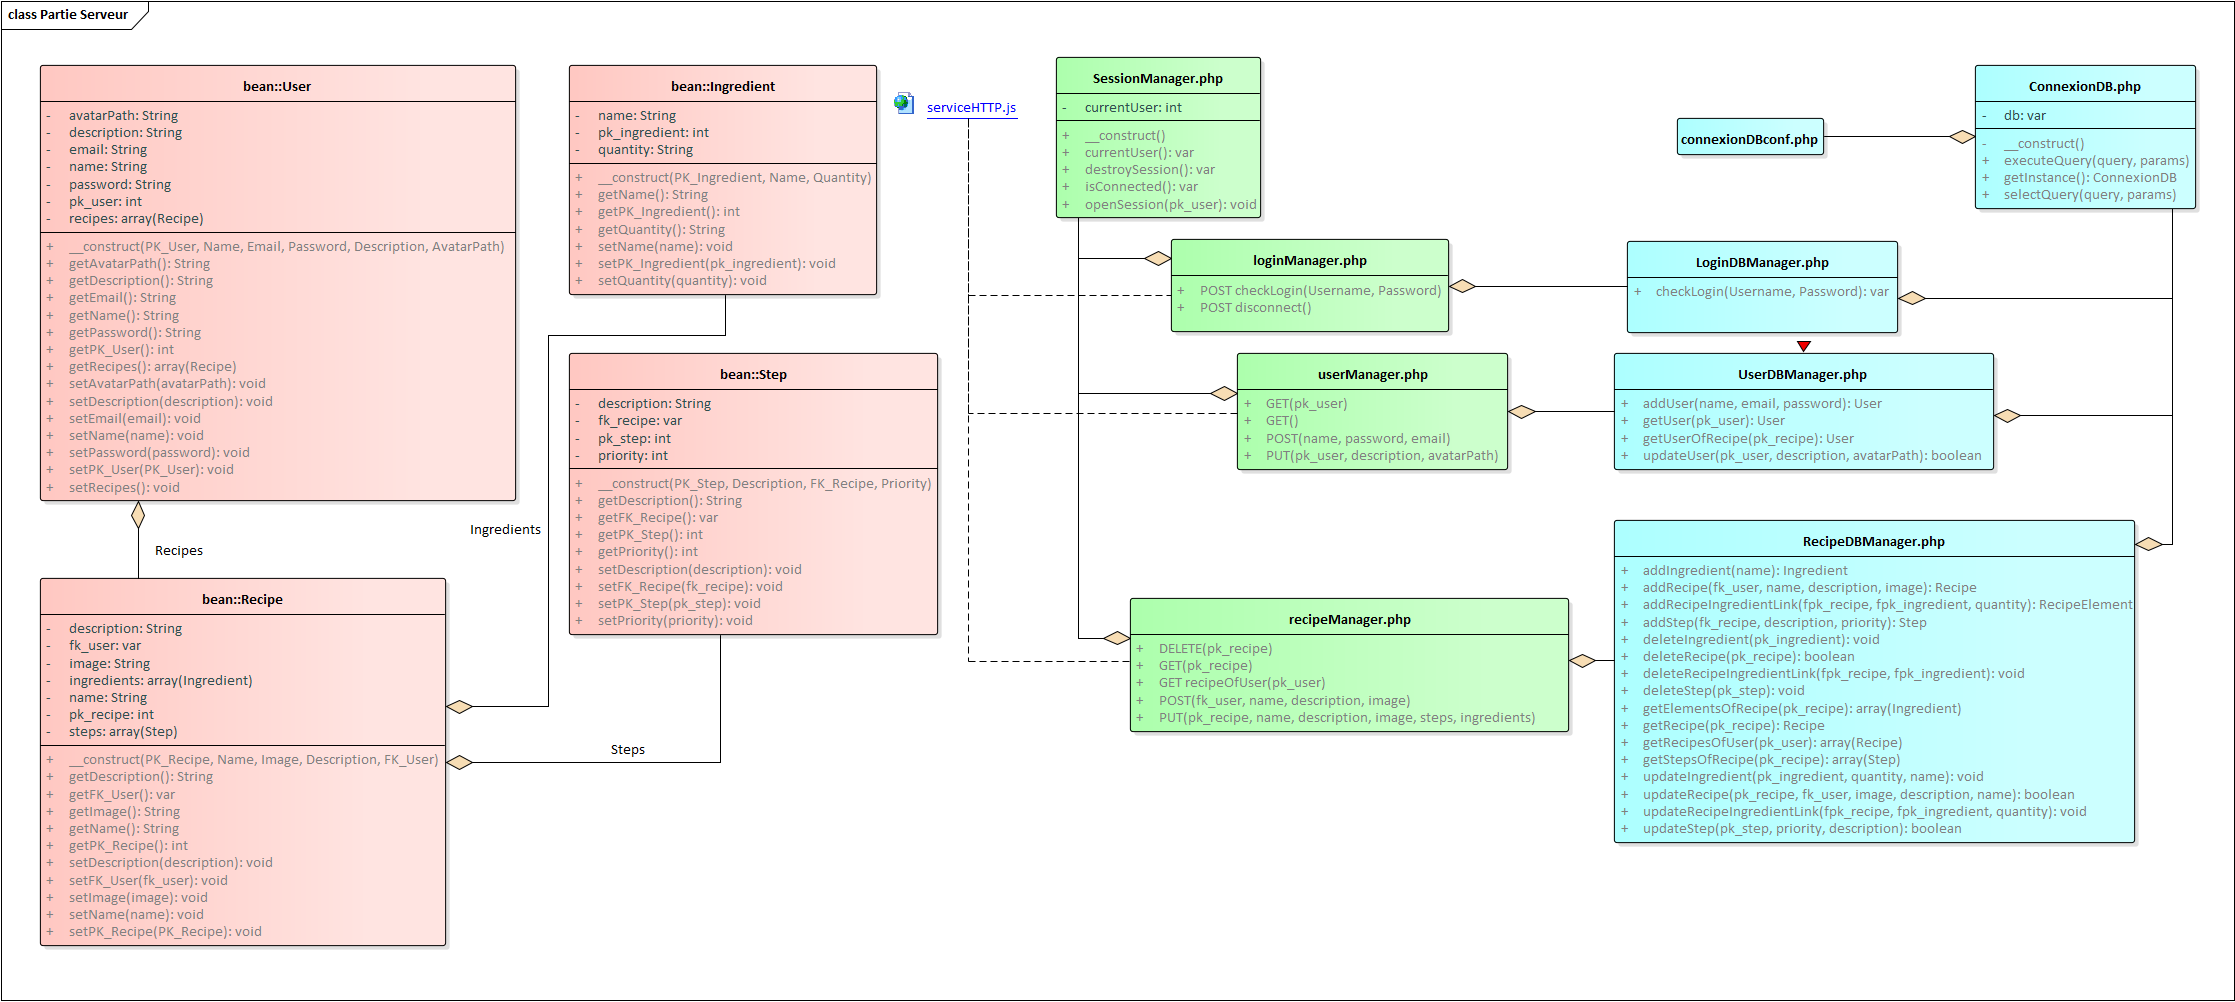 class Partie Serveur
bean::User
- avatarPath: String
- description: String
- email: String
- name: String
- password: String
- pk_user: int
- recipes: array(Recipe)
+ __construct(PK_User, Name, Email, Password, Description, AvatarPath)
+ getAvatarPath(): String
+ getDescription(): String
+ getEmail(): String
+ getName(): String
+ getPassword(): String
+ getPK_User(): int
+ getRecipes(): array(Recipe)
+ setAvatarPath(avatarPath): void
+ setDescription(description): void
+ setEmail(email): void
+ setName(name): void
+ setPassword(password): void
+ setPK_User(PK_User): void
+ setRecipes(): void
Recipes
bean::Recipe
- description: String
- fk_user: var
- image: String
- ingredients: array(Ingredient)
- name: String
- pk_recipe: int
- steps: array(Step)
+ __construct(PK_Recipe, Name, Image, Description, FK_User)
+ getDescription(): String
+ getFK_User(): var
+ getImage(): String
+ getName(): String
+ getPK_Recipe(): int
+ setDescription(description): void
+ setFK_User(fk_user): void
+ setImage(image): void
+ setName(name): void
+ setPK_Recipe(PK_Recipe): void
bean::Ingredient
- name: String
- pk_ingredient: int
- quantity: String
+ __construct(PK_Ingredient, Name, Quantity)
+ getName(): String
+ getPK_Ingredient(): int
+ getQuantity(): String
+ setName(name): void
+ setPK_Ingredient(pk_ingredient): void
+ setQuantity(quantity): void
Ingredients
bean::Step
- description: String
- fk_recipe: var
- pk_step: int
- priority: int
+ __construct(PK_Step, Description, FK_Recipe, Priority)
+ getDescription(): String
+ getFK_Recipe(): var
+ getPK_Step(): int
+ getPriority(): int
+ setDescription(description): void
+ setFK_Recipe(fk_recipe): void
+ setPK_Step(pk_step): void
+ setPriority(priority): void
Steps
serviceHTTP.js
SessionManager.php
- currentUser: int
+ __construct()
+ currentUser(): var
+ destroySession(): var
+ isConnected(): var
+ openSession(pk_user): void
loginManager.php
+ POST checkLogin(Username, Password)
+ POST disconnect()
userManager.php
+ GET(pk_user)
+ GET()
+ POST(name, password, email)
+ PUT(pk_user, description, avatarPath)
recipeManager.php
+ DELETE(pk_recipe)
+ GET(pk_recipe)
+ GET recipeOfUser(pk_user)
+ POST(fk_user, name, description, image)
+ PUT(pk_recipe, name, description, image, steps, ingredients)
connexionDBconf.php
ConnexionDB.php
- db: var
- __construct()
+ executeQuery(query, params)
+ getInstance(): ConnexionDB
+ selectQuery(query, params)
LoginDBManager.php
+ checkLogin(Username, Password): var
UserDBManager.php
+ addUser(name, email, password): User
+ getUser(pk_user): User
+ getUserOfRecipe(pk_recipe): User
+ updateUser(pk_user, description, avatarPath): boolean
RecipeDBManager.php
+ addIngredient(name): Ingredient
+ addRecipe(fk_user, name, description, image): Recipe
+ addRecipeIngredientLink(fpk_recipe, fpk_ingredient, quantity): RecipeElement
+ addStep(fk_recipe, description, priority): Step
+ deleteIngredient(pk_ingredient): void
+ deleteRecipe(pk_recipe): boolean
+ deleteRecipeIngredientLink(fpk_recipe, fpk_ingredient): void
+ deleteStep(pk_step): void
+ getElementsOfRecipe(pk_recipe): array(Ingredient)
+ getRecipe(pk_recipe): Recipe
+ getRecipesOfUser(pk_user): array(Recipe)
+ getStepsOfRecipe(pk_recipe): array(Step)
+ updateIngredient(pk_ingredient, quantity, name): void
+ updateRecipe(pk_recipe, fk_user, image, description, name): boolean
+ updateRecipeIngredientLink(fpk_recipe, fpk_ingredient, quantity): void
+ updateStep(pk_step, priority, description): boolean